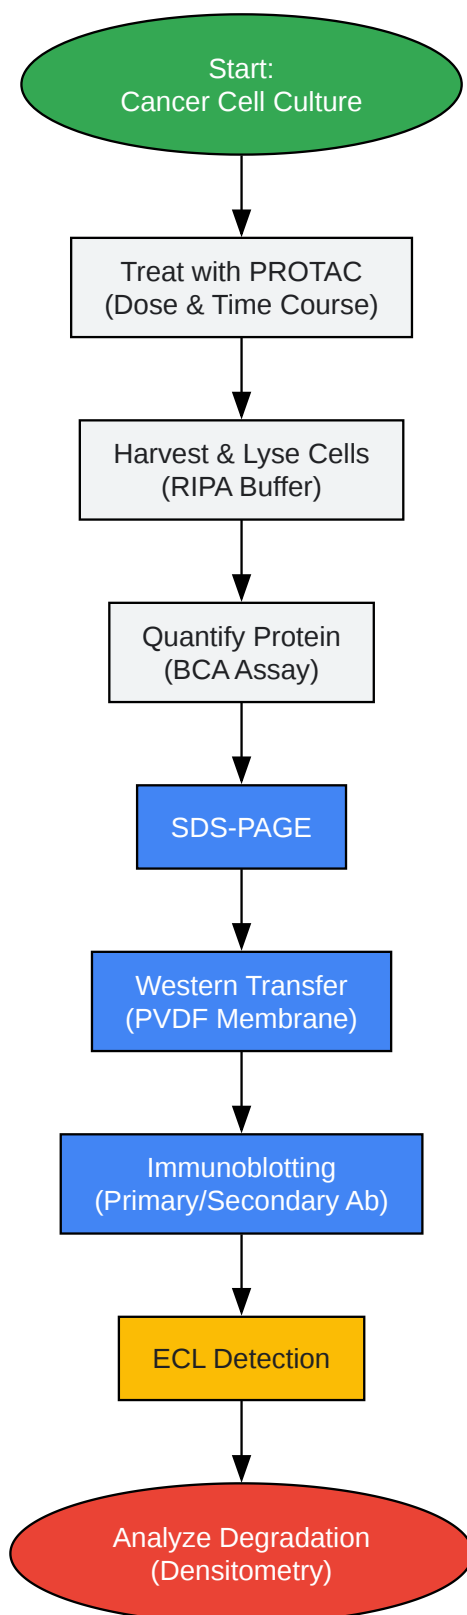 Start:
Cancer Cell Culture
Treat with PROTAC
(Dose & Time Course)
Harvest & Lyse Cells
(RIPA Buffer)
Quantify Protein
(BCA Assay)
SDS-PAGE
Western Transfer
(PVDF Membrane)
Immunoblotting
(Primary/Secondary Ab)
ECL Detection
Analyze Degradation
(Densitometry)